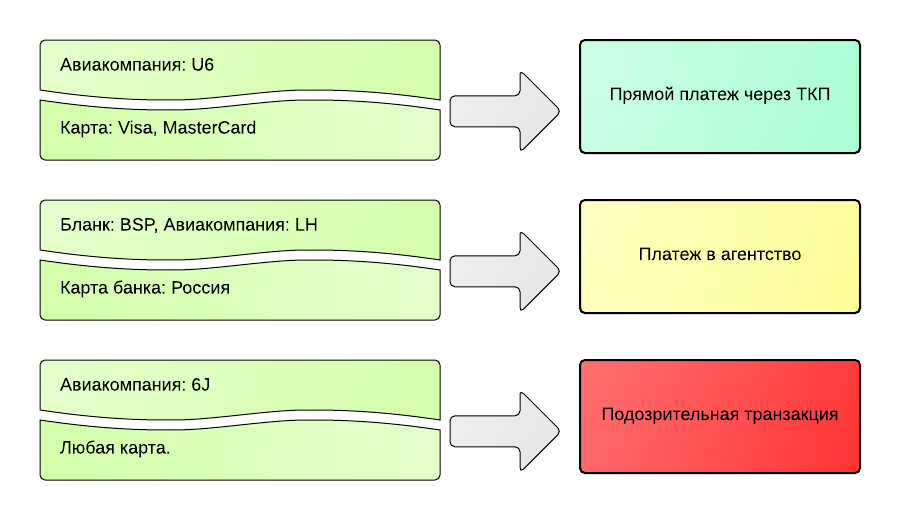 Авиакомпания: U6
Карта: Visa, MasterCard
Прямой платеж через ТКП
Бланк: BSP, Авиакомпания: LH
Карта банка: Россия
Платеж в агентство
Авиакомпания: 6J
Любая карта.
Подозрительная транзакция